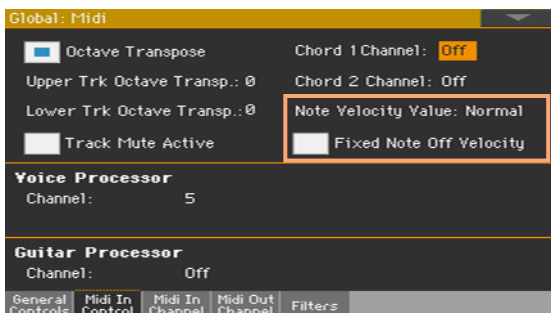 Global: Midi
Octave Transpose
Chord 1 Channel: Off
Upper Trk Octave Transp.: 0
Chord 2 Channel: Off
Lower Trk Octave Transp.:0
Note Velocity Value: Normal
Track Mute Active
Fixed Note Off Velocity
Voice Processor
Channel: 5
Guitar Processor
Channel: Off
General Controls
Midi In Control
Midi In Channel
Midi Out Channel
Filters